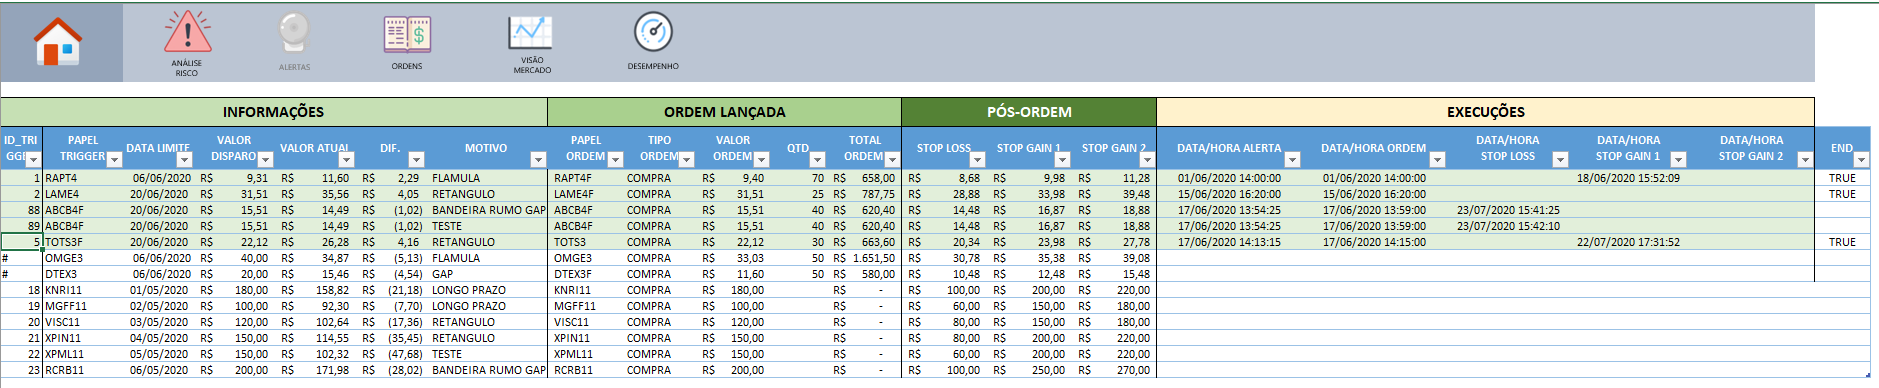 ANÁLISE
RISCO
ALERTAS
ORDENS
VISÃO
MERCADO
DESEMPENHO
INFORMAÇÕES ORDEM LANÇADA PÓS-ORDEM EXECUÇÕES
ID_TRI
GGE PAPEL
TRIGGER DATA LIMITE VALOR
DISPARO VALOR ATUAL DIF. MOTIVO PAPEL
ORDEM TIPO
ORDEM VALOR
ORDEM QTD TOTAL
ORDEM STOP LOSS STOP GAIN 1 STOP GAIN 2 DATA/HORA ALERTA DATA/HORA ORDEM DATA/HORA
STOP LOSS DATA/HORA
STOP GAIN 1 DATA/HORA
STOP GAIN 2 END
1 RAPT4 06/06/2020 R$ 9,31 R$ 11,60 R$ 2,29 FLAMULA RAPT4F COMPRA R$ 9,40 70 R$ 658,00 R$ 8,68 R$ 9,98 R$ 11,28 01/06/2020 14:00:00 01/06/2020 14:00:00 18/06/2020 15:52:09 TRUE
2 LAME4 20/06/2020 R$ 31,51 R$ 35,56 R$ 4,05 RETANGULO LAME4F COMPRA R$ 31,51 25 R$ 787,75 R$ 28,88 R$ 33,98 R$ 39,48 15/06/2020 16:20:00 15/06/2020 16:20:00 TRUE
88 ABCB4F 20/06/2020 R$ 15,51 R$ 14,49 R$ (1,02) BANDEIRA RUMO GAP ABCB4F COMPRA R$ 15,51 40 R$ 620,40 R$ 14,48 R$ 16,87 R$ 18,88 17/06/2020 13:54:25 17/06/2020 13:59:00 23/07/2020 15:41:25
89 ABCB4F 20/06/2020 R$ 15,51 R$ 14,49 R$ (1,02) TESTE ABCB4F COMPRA R$ 15,51 40 R$ 620,40 R$ 14,48 R$ 16,87 R$ 18,88 17/06/2020 13:54:25 17/06/2020 13:59:00 23/07/2020 15:42:10
5 TOTS3F 20/06/2020 R$ 22,12 R$ 26,28 R$ 4,16 RETANGULO TOTS3 COMPRA R$ 22,12 30 R$ 663,60 R$ 20,34 R$ 23,98 R$ 27,78 17/06/2020 14:13:15 17/06/2020 14:15:00 22/07/2020 17:31:52 TRUE
# OMGE3 06/06/2020 R$ 40,00 R$ 34,87 R$ (5,13) FLAMULA OMGE3 COMPRA R$ 33,03 50 R$ 1.651,50 R$ 30,78 R$ 35,38 R$ 39,08
# DTEX3 06/06/2020 R$ 20,00 R$ 15,46 R$ (4,54) GAP DTEX3F COMPRA R$ 11,60 50 R$ 580,00 R$ 10,48 R$ 12,48 R$ 15,48
18 KNRI11 01/05/2020 R$ 180,00 R$ 158,82 R$ (21,18) LONGO PRAZO KNRI11 COMPRA R$ 180,00 R$ - R$ 100,00 R$ 200,00 R$ 220,00
19 MGFF11 02/05/2020 R$ 100,00 R$ 92,30 R$ (7,70) LONGO PRAZO MGFF11 COMPRA R$ 100,00 R$ - R$ 60,00 R$ 150,00 R$ 180,00
20 VISC11 03/05/2020 R$ 120,00 R$ 102,64 R$ (17,36) RETANGULO VISC11 COMPRA R$ 120,00 R$ - R$ 80,00 R$ 150,00 R$ 180,00
21 XPIN11 04/05/2020 R$ 150,00 R$ 114,55 R$ (35,45) RETANGULO XPIN11 COMPRA R$ 150,00 R$ - R$ 80,00 R$ 200,00 R$ 220,00
22 XPML11 05/05/2020 R$ 150,00 R$ 102,32 R$ (47,68) TESTE XPML11 COMPRA R$ 150,00 R$ - R$ 60,00 R$ 200,00 R$ 220,00
23 RCRB11 06/05/2020 R$ 200,00 R$ 171,98 R$ (28,02) BANDEIRA RUMO GAP RCRB11 COMPRA R$ 200,00 R$ - R$ 100,00 R$ 250,00 R$ 270,00